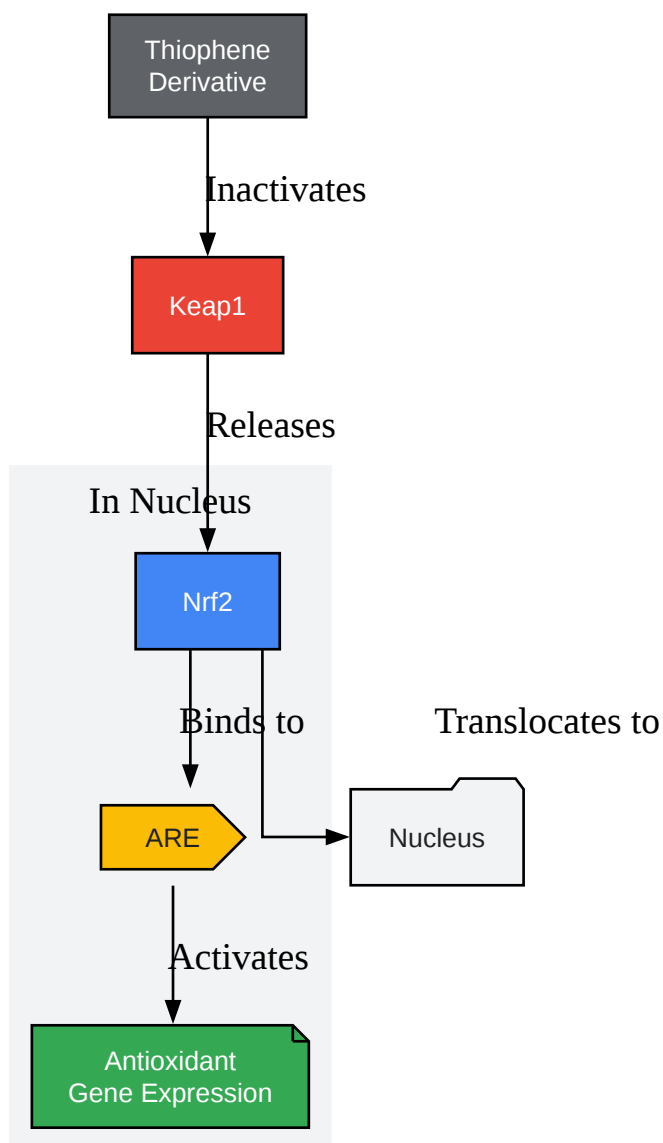 Thiophene
Derivative
Inactivates
Keap1
Releases
In Nucleus
Nrf2
Binds to
Translocates to
ARE
Nucleus
Activates
Antioxidant
Gene Expression